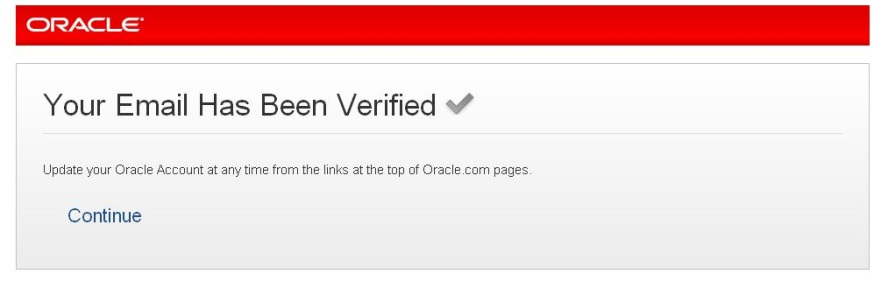 ORACLE
Your Email Has Been Verified
Update your Oracle Account at any time from the links at the top of Oracle.com pages.
Continue